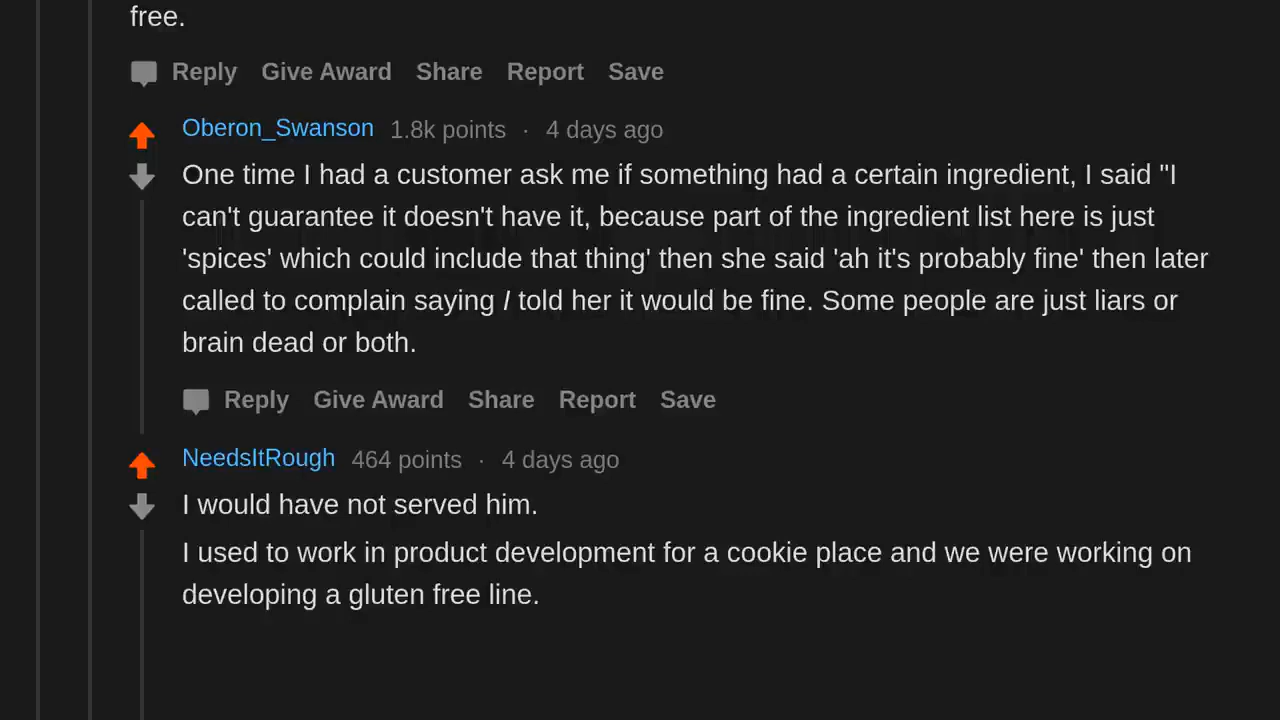 free.
Reply Give Award Share Report Save
Oberon_Swanson 1.8k points · 4 days ago
One time I had a customer ask me if something had a certain ingredient, I said "I
can't guarantee it doesn't have it, because part of the ingredient list here is just
'spices' which could include that thing' then she said 'ah it's probably fine' then later
called to complain saying I told her it would be fine. Some people are just liars or
brain dead or both.
Reply Give Award Share Report Save
NeedsItRough 464 points · 4 days ago
I would have not served him.
I used to work in product development for a cookie place and we were working on
developing a gluten free line.